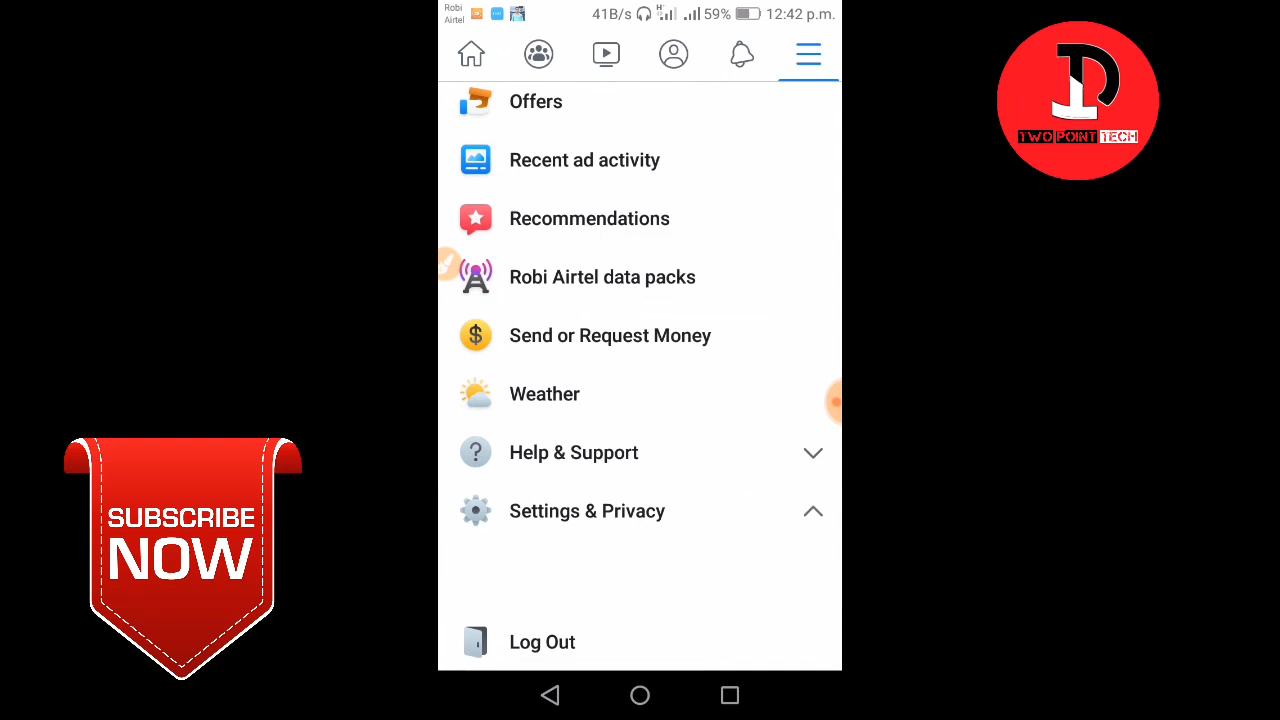 Robi
Airtel
41B/s H 59% 12:42 p.m.
Offers
Recent ad activity
Recommendations
Robi Airtel data packs
Send or Request Money
Weather
Help & Support
Settings & Privacy
Log Out
SUBSCRIBE
NOW
TWO POINT TECH